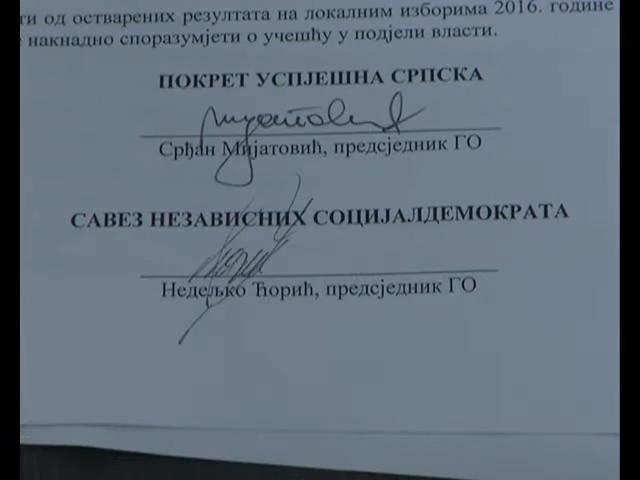 ти од остварених резултата на локалним изборима 2016. године
накнадно споразумјети о учешћу у подјели власти.
ПОКРЕТ УСПЈЕШНА СРПСКА
Срђан Мијатовић, предсједник ГО
САВЕЗ НЕЗАВИСНИХ СОЦИЈАЛДЕМОКРАТА
Недељко Ћорић, предсједник ГО